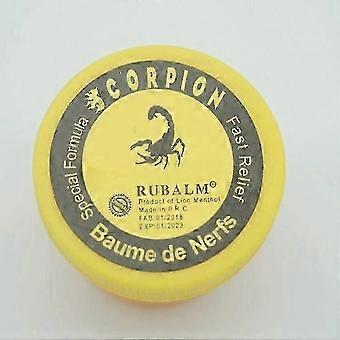 SCORPION
Special Formula
Fast Relief
RUBALM®
Product of Lion Menthol
Made in P.R.C
FAB:01/2018
EXP:01/2023
Baume de Nerfs